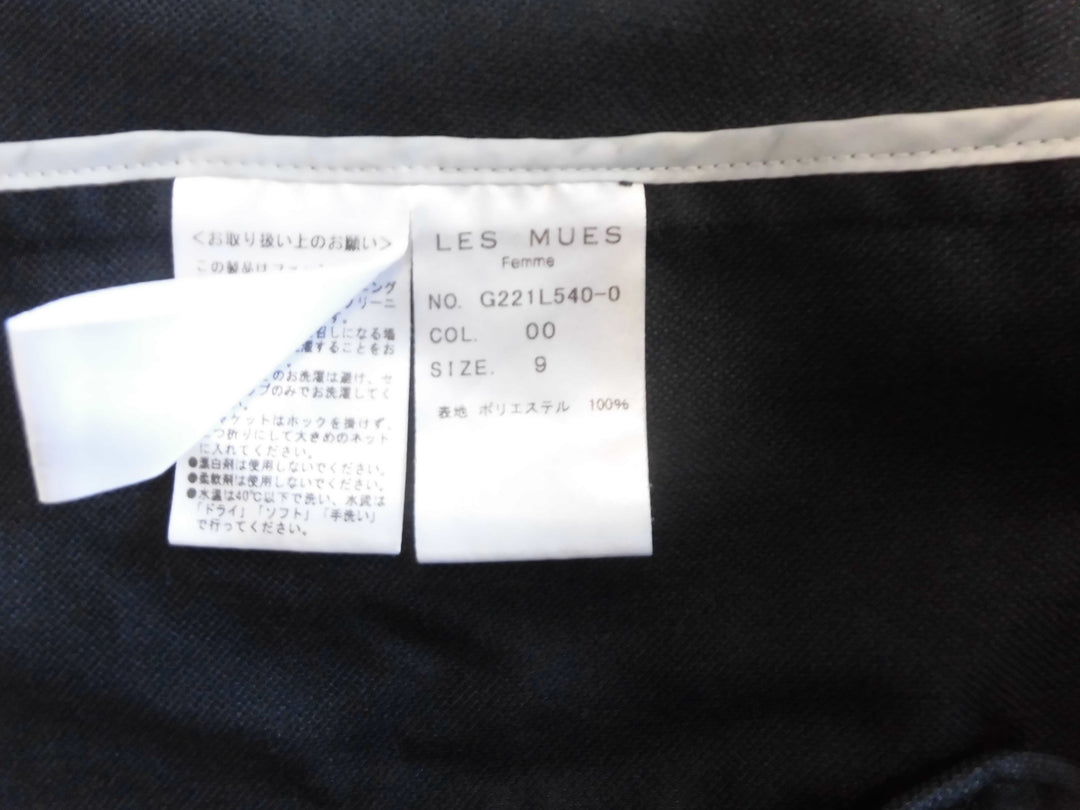 <お取り扱い上のお願い>
この製品は
ング
リーニ
す。
召しになる場
することをお
のお洗濯は避け、セ
プのみでお洗濯してく
い。
ケットはホックを掛けず、
二つ折りにして大きめのネット
に入れてください。
●漂白剤は使用しないでください。
●柔軟剤は使用しないでください。
●水温は40℃以下で洗い、水流は
「ドライ」「ソフト」「手洗い」
で行ってください。
LES MUES
Femme
NO. G221L540-0
COL. 00
SIZE. 9
表地 ポリエステル 100%